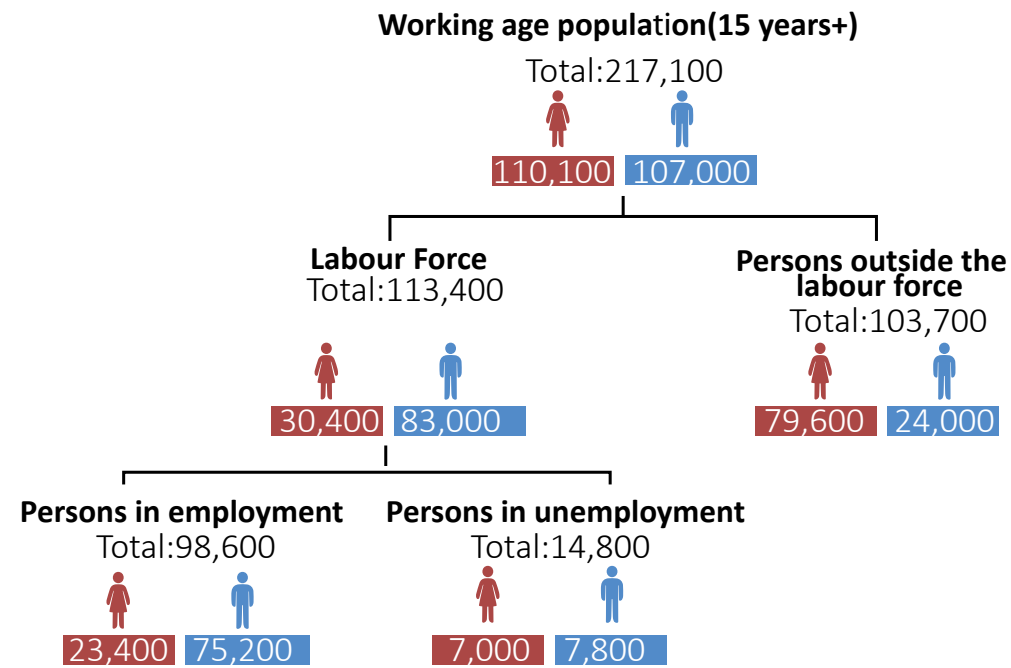 Working age population(15 years+)
Total:217,100
110,100 107,000
Labour Force
Total:113,400
30,400 83,000
Persons outside the
labour force
Total:103,700
79,600 24,000
Persons in employment
Total:98,600
23,400 75,200
Persons in unemployment
Total:14,800
7,000 7,800